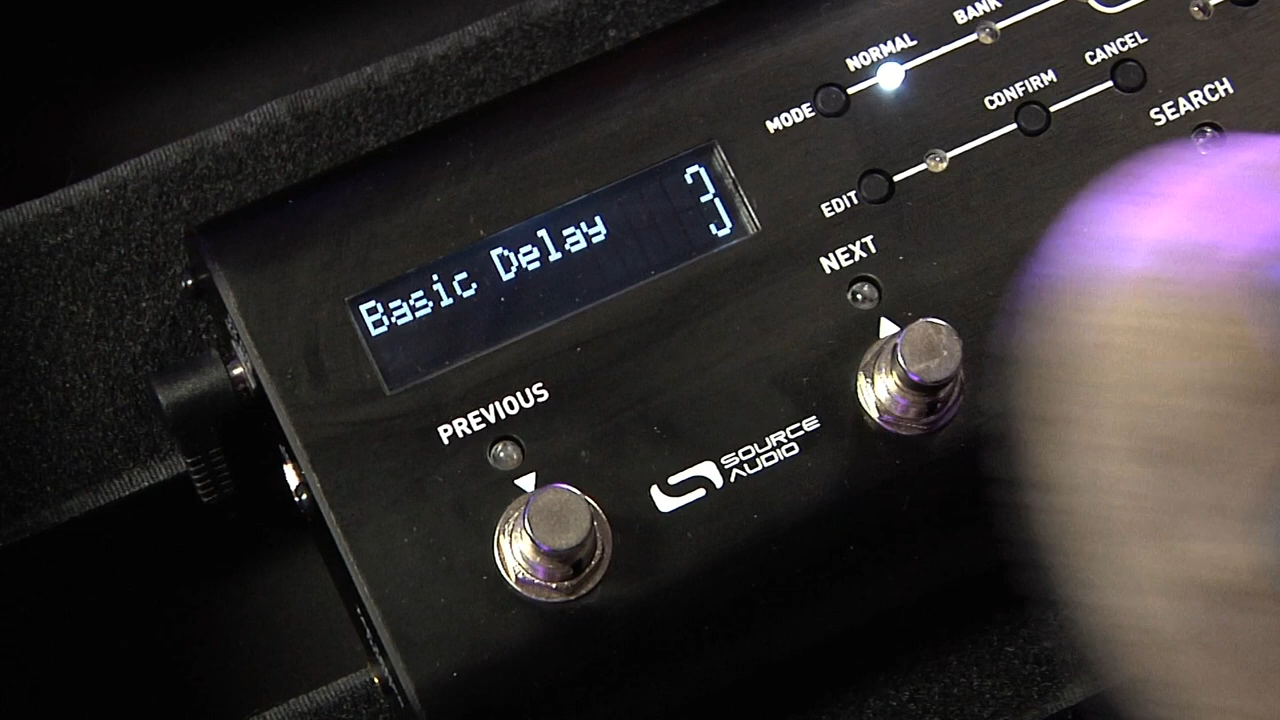 BANK
NORMAL
MODE
CANCEL
CONFIRM
EDIT
SEARCH
Basic Delay 3
NEXT
PREVIOUS
SOURCE
AUDIO